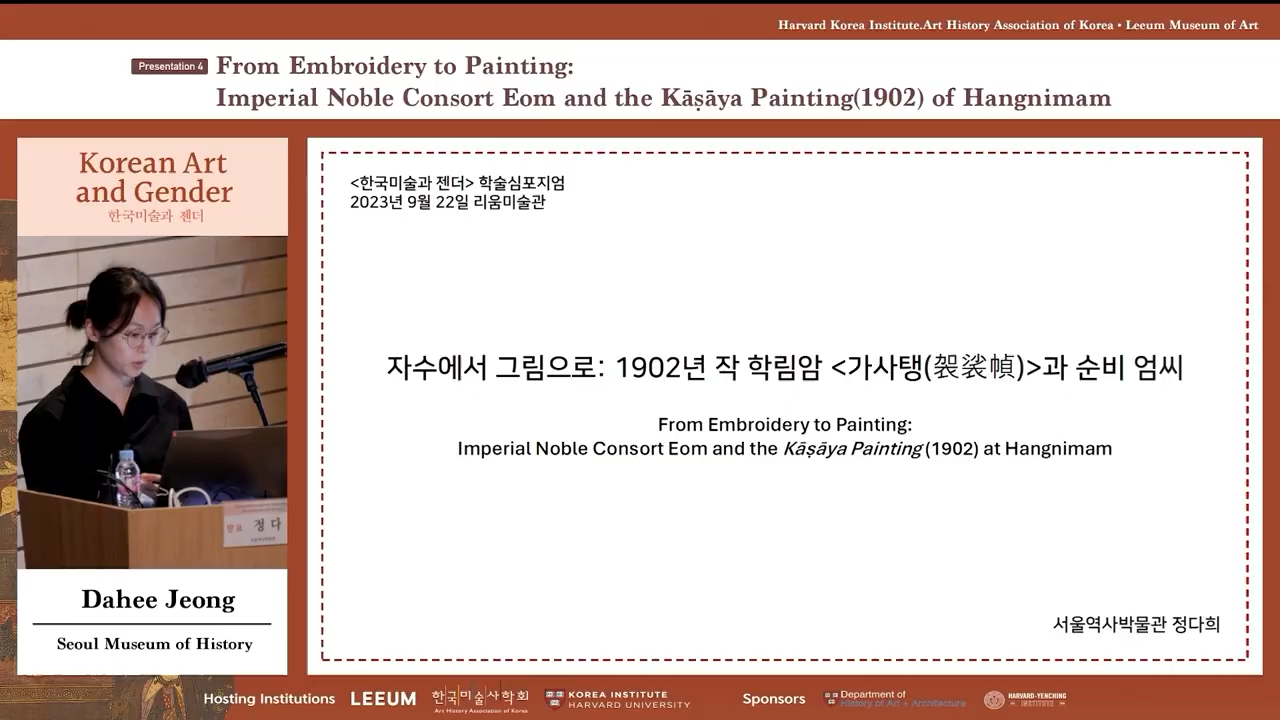 Harvard Korea Institute.Art History Association of Korea • Leeum Museum of Art
Presentation 4
From Embroidery to Painting:
Imperial Noble Consort Eom and the Kāṣāya Painting(1902) of Hangnimam
Korean Art
and Gender
한국미술과 젠더
<한국미술과 젠더> 학술심포지엄
2023년 9월 22일 리움미술관
자수에서 그림으로: 1902년 작 학림암 <가사탱(袈裟幀)>과 순비 엄씨
From Embroidery to Painting:
Imperial Noble Consort Eom and the Kāṣāya Painting (1902) at Hangnimam
서울역사박물관 정다희
발표 정다
Dahee Jeong
Seoul Museum of History
Hosting Institutions
LEEUM
한국미술사학회
Art History Association of Korea
KOREA INSTITUTE
HARVARD UNIVERSITY
Sponsors
Department of
History of Art + Architecture
HARVARD-YENCHING
INSTITUTE